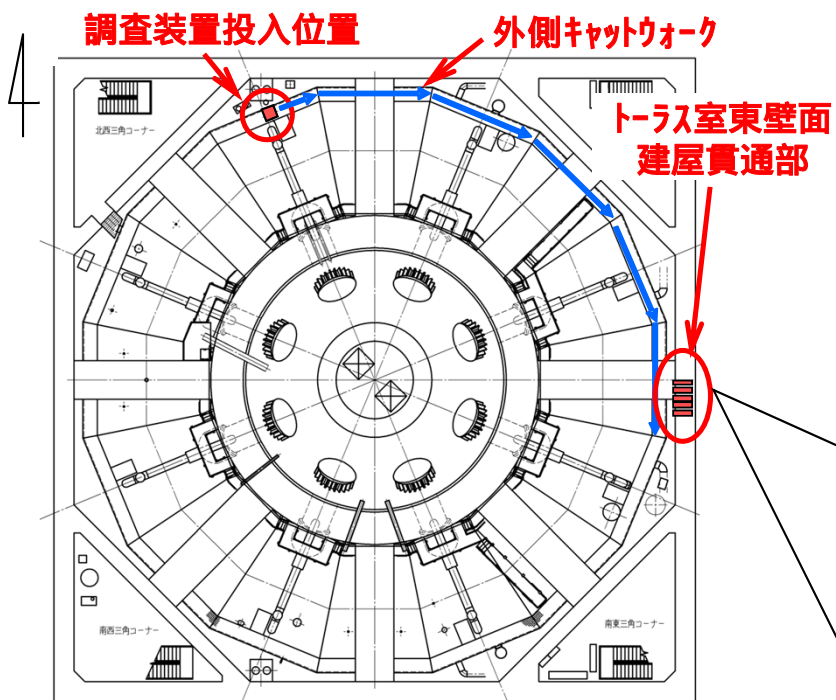 調査装置投入位置
外側ｷｬｯﾄｳｫｰｸ
ﾄｰﾗｽ室東壁面
建屋貫通部
北西三角コーナー
南西三角コーナー
南東三角コーナー